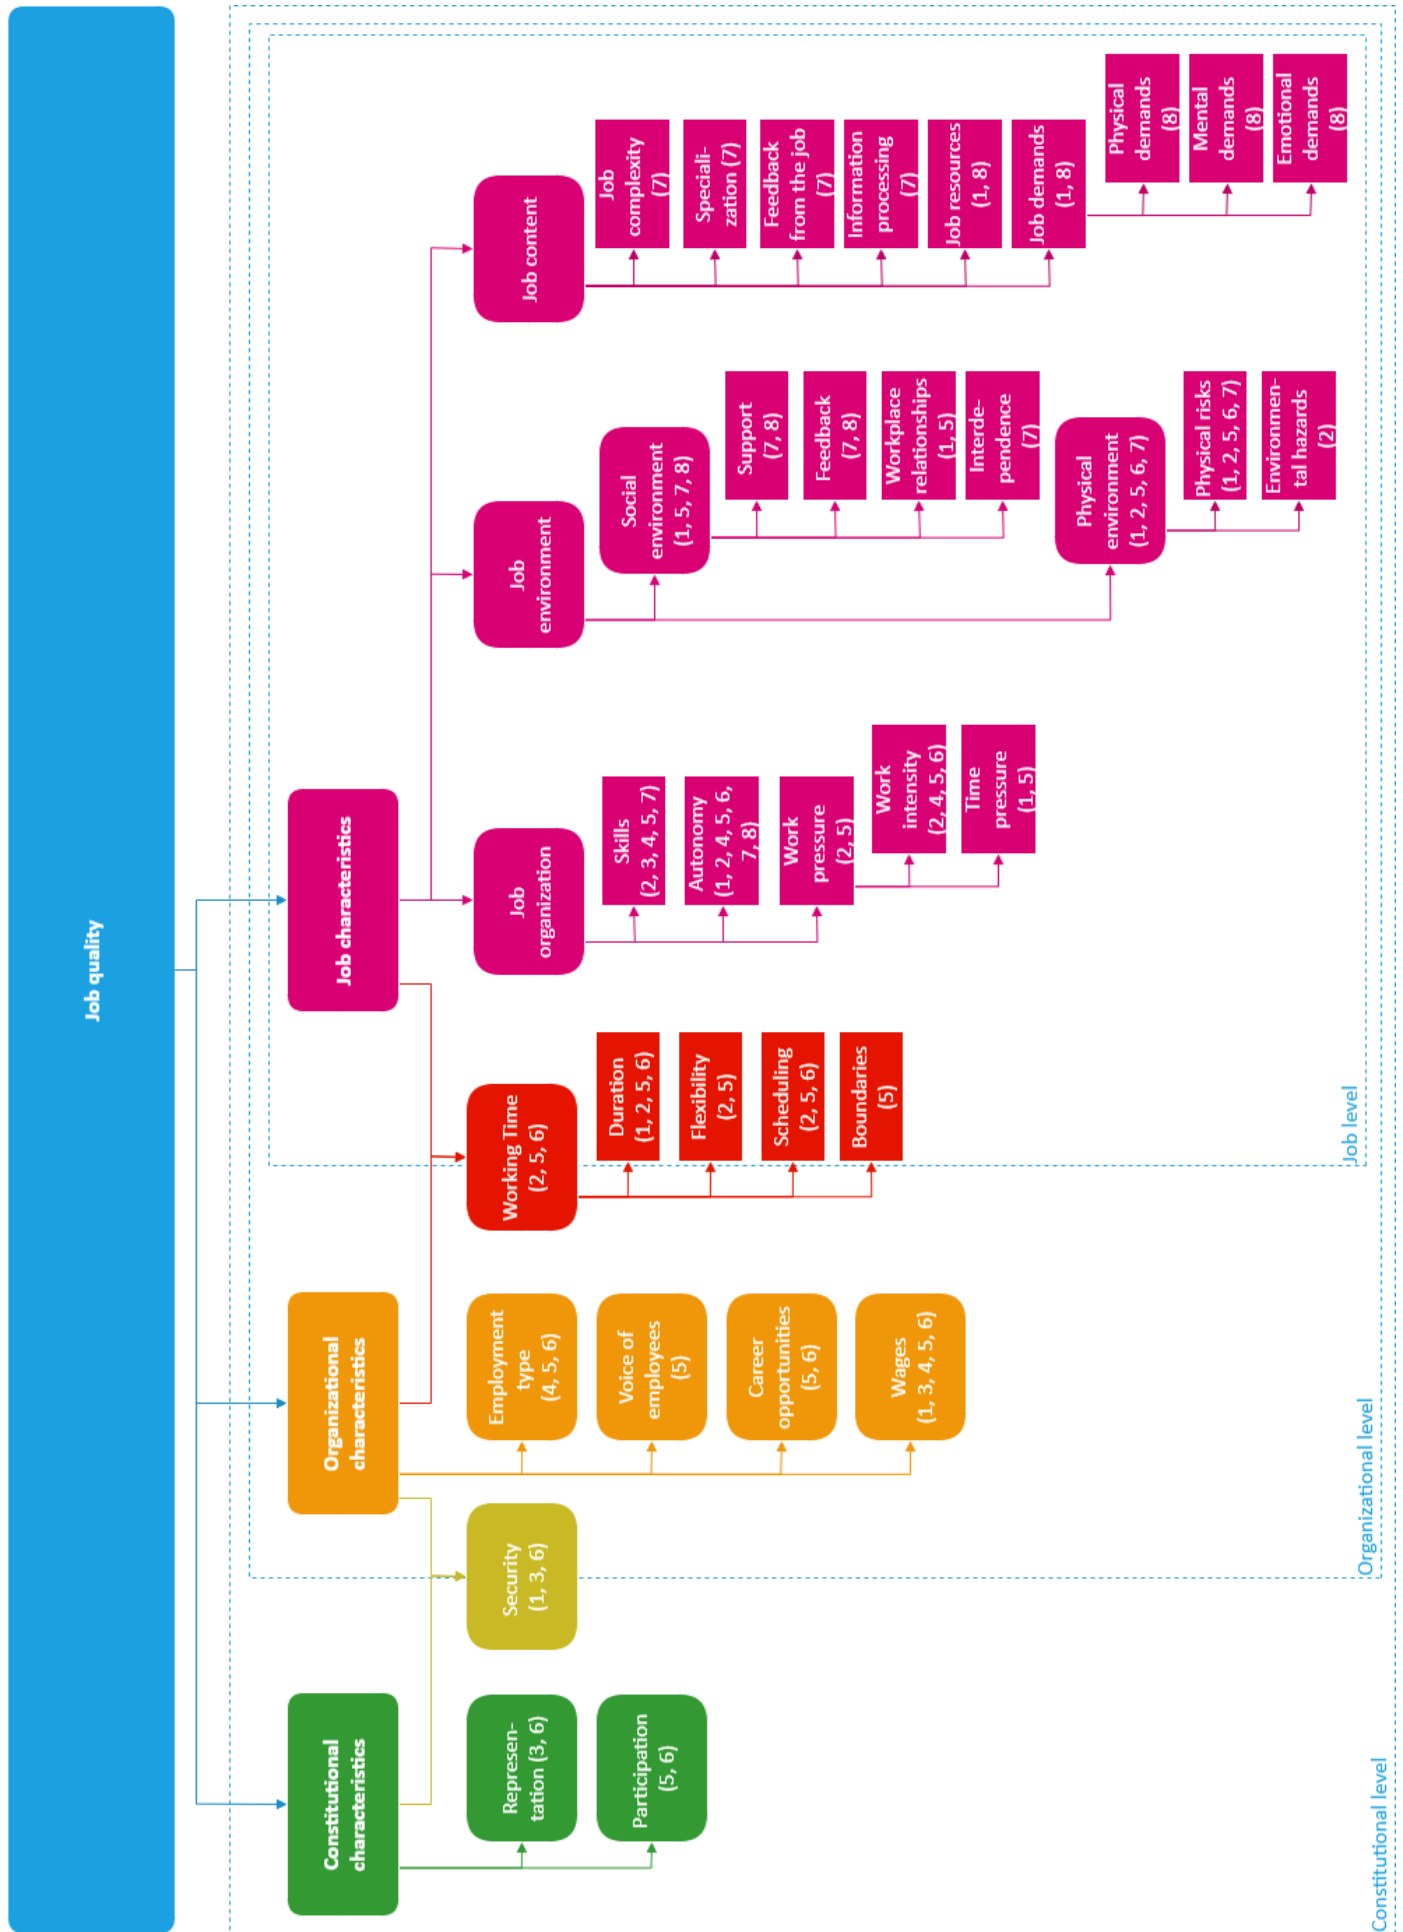 Job quality
Constitutional
characteristics
Represen-
tation (3, 6)
Participation
(5, 6)
Security
(1, 3, 6)
Organizational
characteristics
Employment
type
(4, 5, 6)
Voice of
employees
(5)
Career
opportunities
(5, 6)
Wages
(1, 3, 4, 5, 6)
Working Time
(2, 5, 6)
Duration
(1, 2, 5, 6)
Flexibility
(2, 5)
Scheduling
(2, 5, 6)
Boundaries
(5)
Job characteristics
Job
organization
Skills
(2, 3, 4, 5, 7)
Autonomy
(1, 2, 4, 5, 6,
7, 8)
Work
pressure
(2, 5)
Work
intensity
(2, 4, 5, 6)
Time
pressure
(1, 5)
Job
environment
Social
environment
(1, 5, 7, 8)
Support
(7, 8)
Feedback
(7, 8)
Workplace
relationships
(1, 5)
Interde-
pendence
(7)
Physical
environment
(1, 2, 5, 6, 7)
Physical risks
(1, 2, 5, 6, 7)
Environmen-
tal hazards
(2)
Job content
Job
complexity
(7)
Speciali-
zation (7)
Feedback
from the job
(7)
Information
processing
(7)
Job resources
(1, 8)
Job demands
(1, 8)
Physical
demands
(8)
Mental
demands
(8)
Emotional
demands
(8)
Job level
Organizational level
Constitutional level